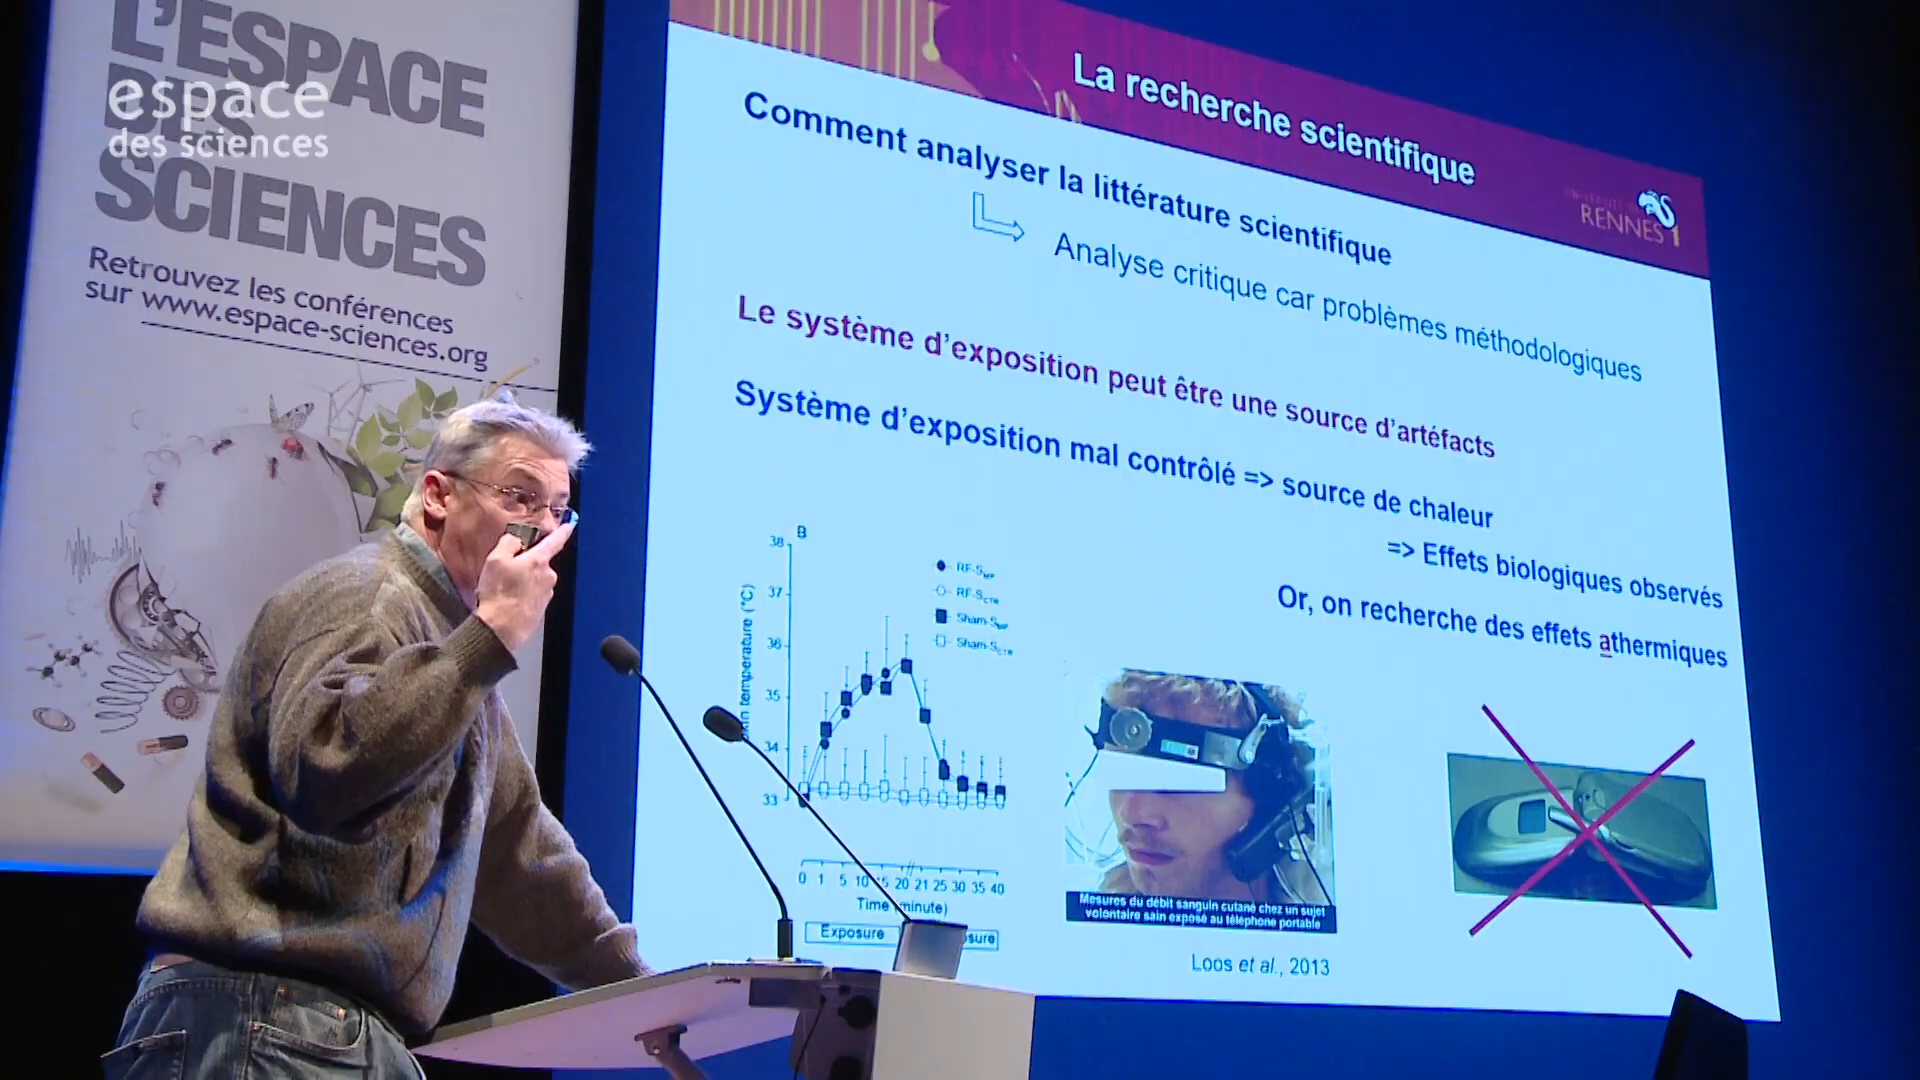 L'ESPACE
DES
SCIENCES
espace
des sciences
Retrouvez les conférences
sur www.espace-sciences.org
La recherche scientifique
RENNES 1
Comment analyser la littérature scientifique
Analyse critique car problèmes méthodologiques
Le système d'exposition peut être une source d'artéfacts
Système d'exposition mal contrôlé => source de chaleur
=> Effets biologiques observés
Or, on recherche des effets athermiques
B
38
37
36
35
34
33
temperature (°C)
RF-S
RF-S
Sham-S
Sham-S
0 1 5 10 15 20 21 25 30 35 40
Time (minute)
Exposure
Mesures du débit sanguin cutané chez un sujet
volontaire sain exposé au téléphone portable
Loos et al., 2013